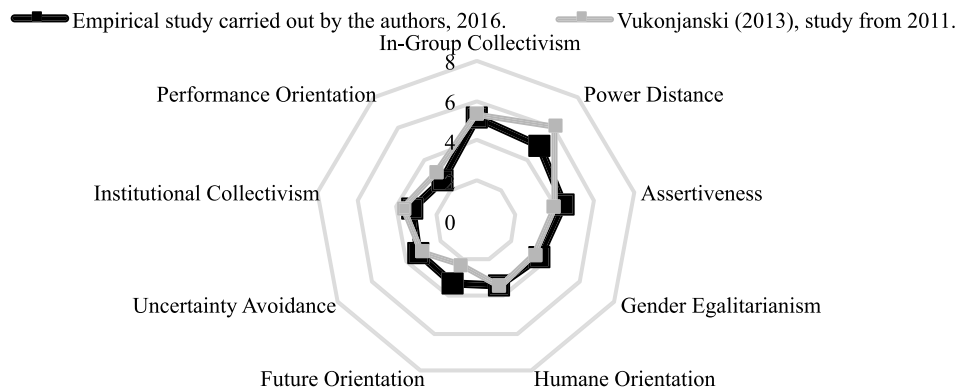 Empirical study carried out by the authors, 2016.
Vukonjanski (2013), study from 2011.
In-Group Collectivism
8
Performance Orientation
Power Distance
6
4
Institutional Collectivism
Assertiveness
0
Uncertainty Avoidance
Gender Egalitarianism
Future Orientation
Humane Orientation